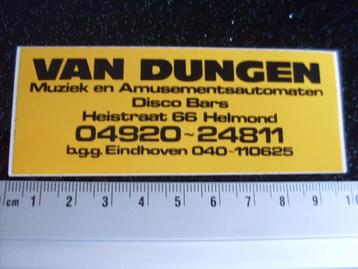 VAN DUNGEN
Muziek en Amusementsautomaten
Disco Bars
Heistraat 66 Helmond
04920~24811
b.g.g. Eindhoven 040-110625
cm 1 2 3 4 5 6 7 8 9 1